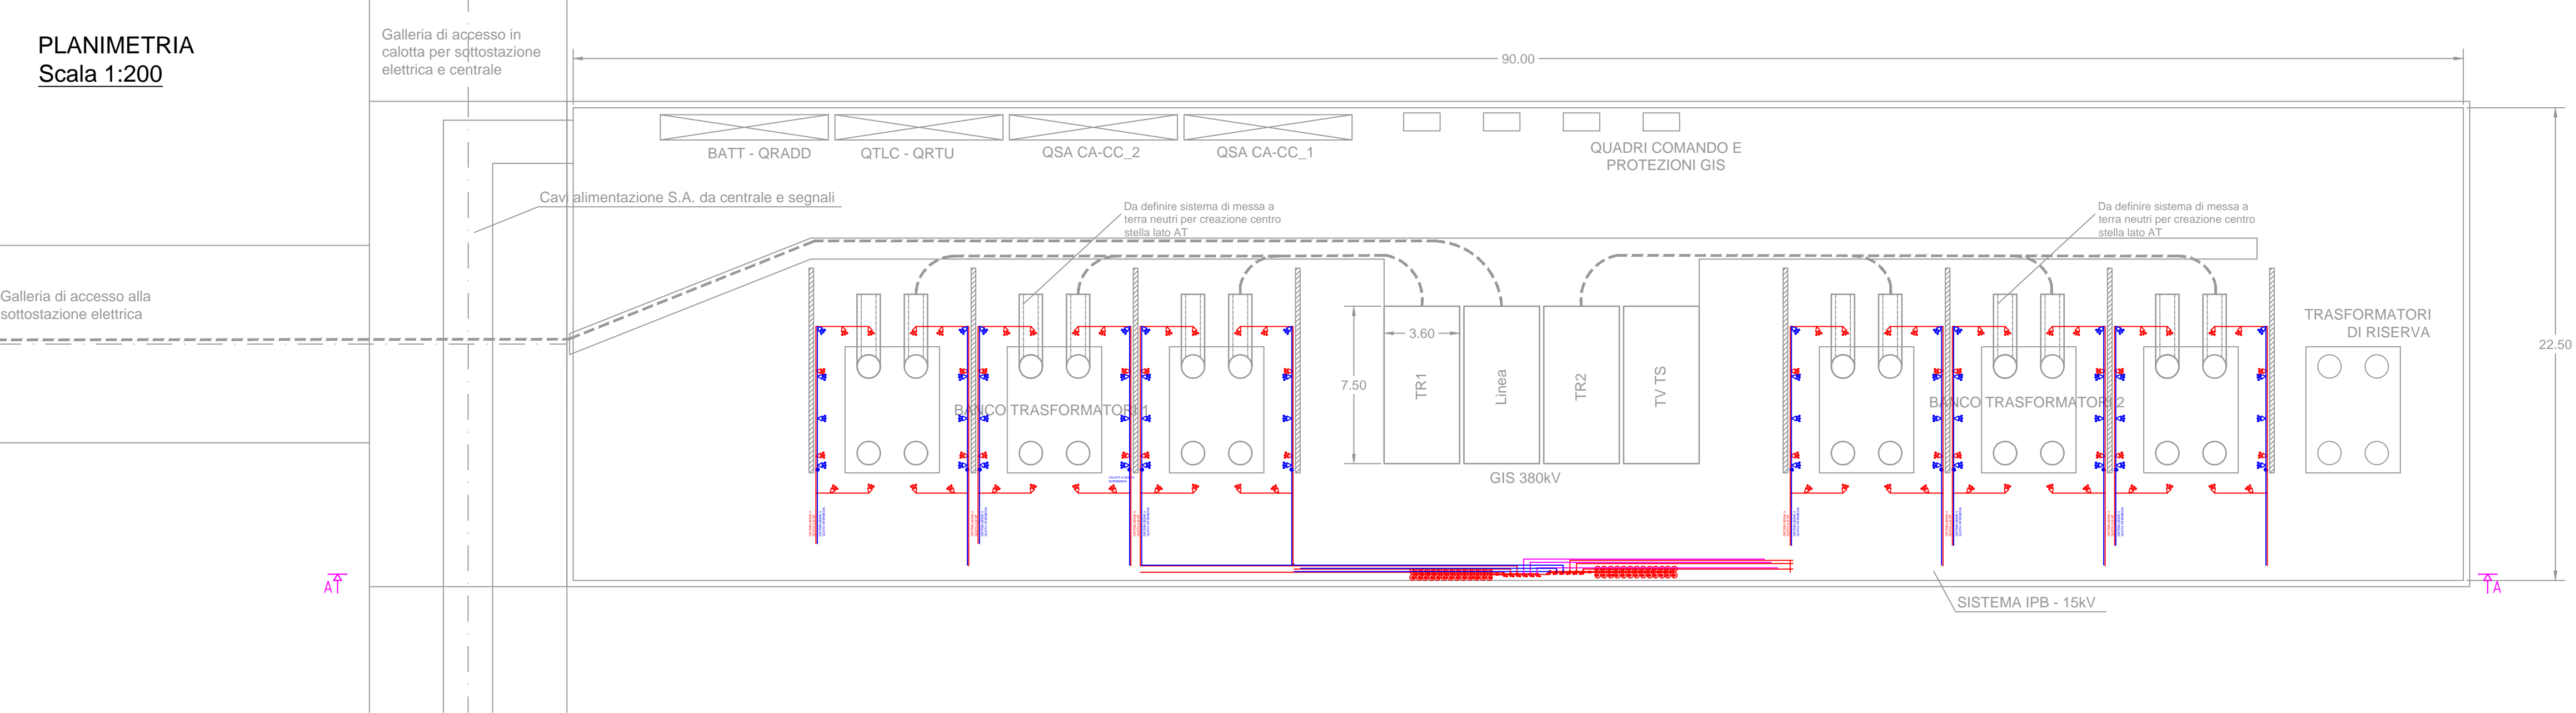 PLANIMETRIA
Scala 1:200
Galleria di accesso in
calotta per sottostazione
elettrica e centrale
90.00
BATT - QRADD
QTLC - QRTU
QSA CA-CC_2
QSA CA-CC_1
QUADRI COMANDO E
PROTEZIONI GIS
Cavi alimentazione S.A. da centrale e segnali
Da definire sistema di messa a
terra neutri per creazione centro
stella lato AT
Da definire sistema di messa a
terra neutri per creazione centro
stella lato AT
Galleria di accesso alla
sottostazione elettrica
TRASFORMATORI
DI RISERVA
22.50
3.60
7.50
TR1
Linea
TR2
TV TS
BANCO TRASFORMATORI 1
BANCO TRASFORMATORI 2
GIS 380kV
A
A
SISTEMA IPB - 15kV